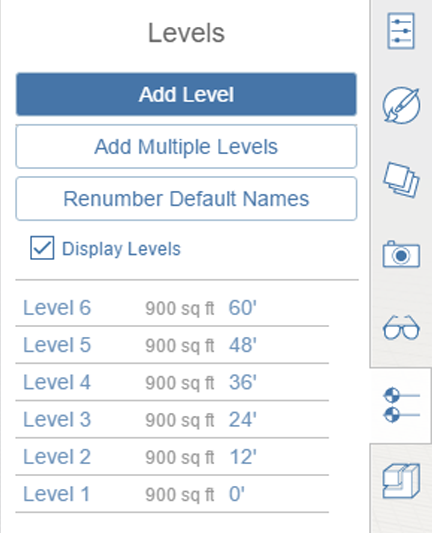 Levels
Add Level
Add Multiple Levels
Renumber Default Names
Display Levels
Level 6 900 sq ft 60'
Level 5 900 sq ft 48'
Level 4 900 sq ft 36'
Level 3 900 sq ft 24'
Level 2 900 sq ft 12'
Level 1 900 sq ft 0'